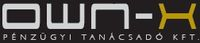 OWN-X
PÉNZÜGYI TANÁCSADÓ KFT.